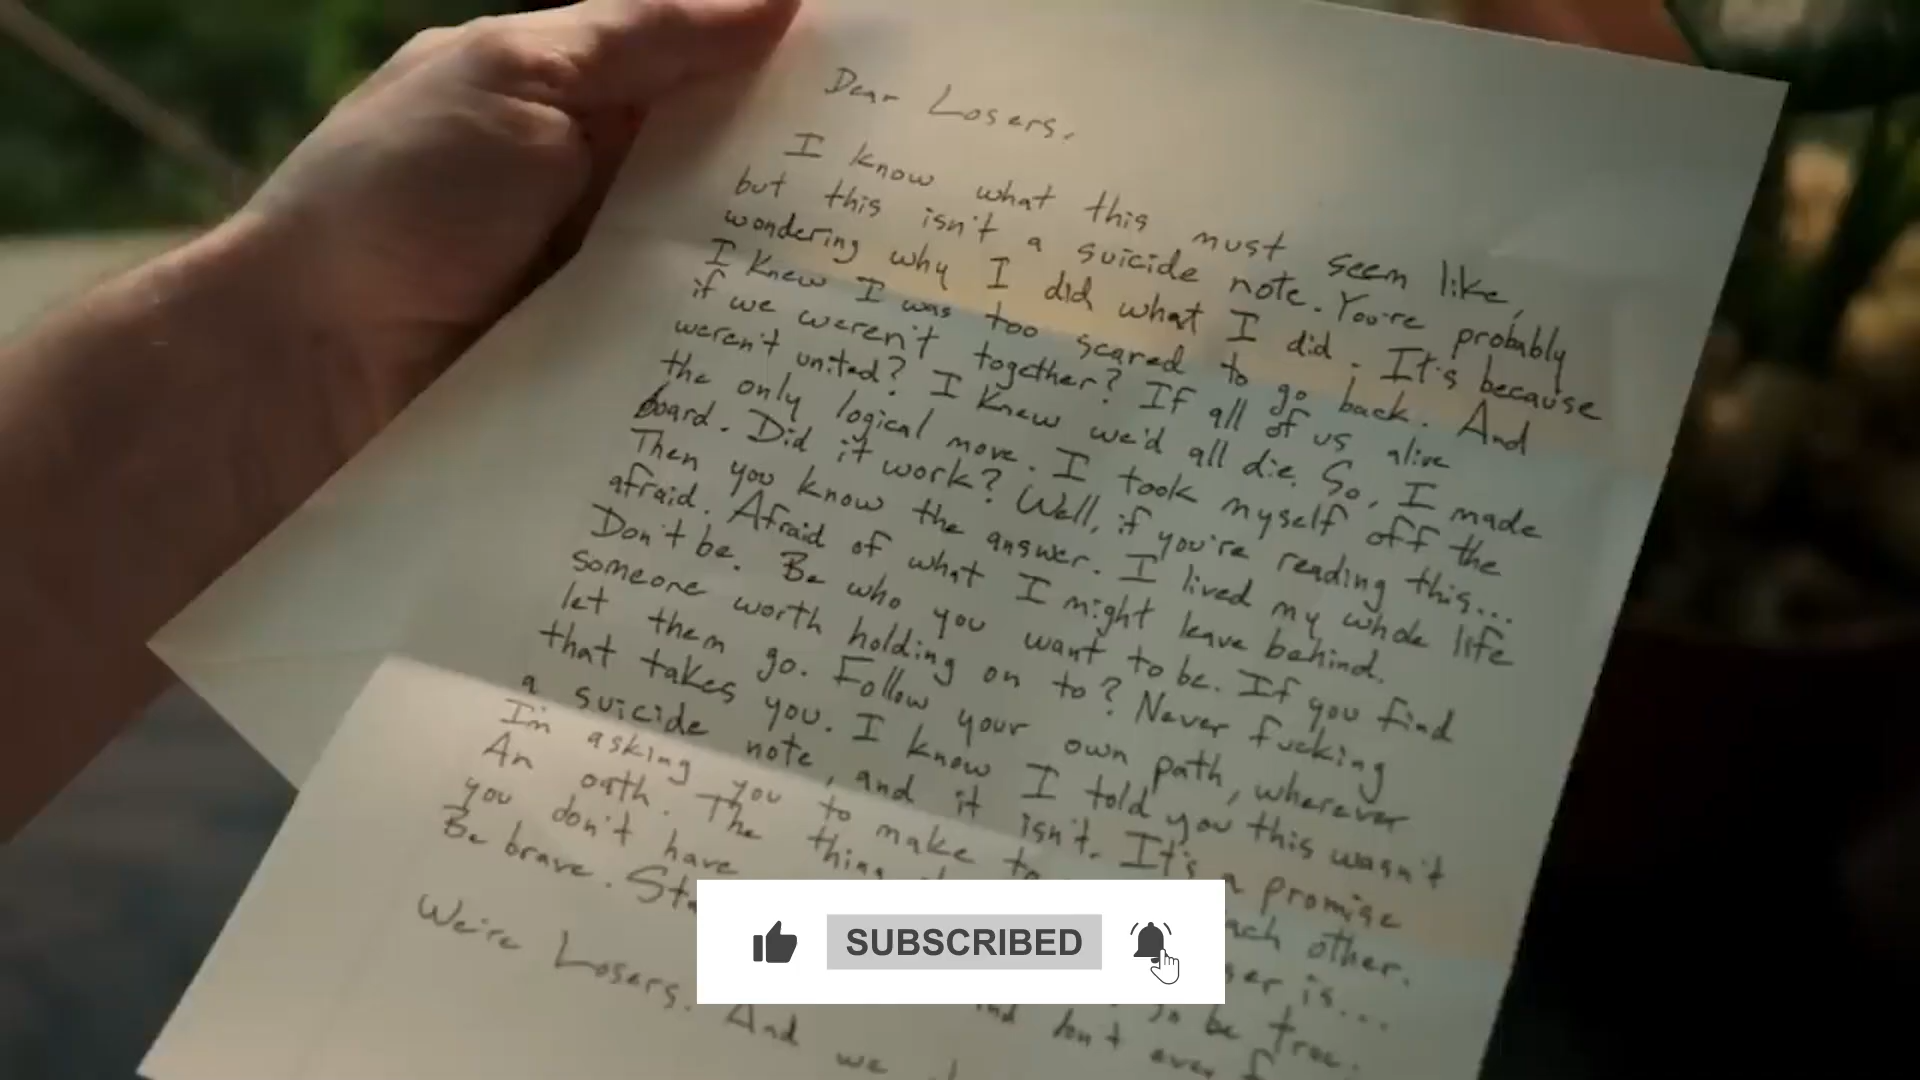 Dear Losers,
I know what this must seem like,
but this isn't a suicide note. You're probably
wondering why I did what I did. It's because
I knew I was too scared to go back. And
if we weren't together? If all of us alive
weren't united? I knew we'd all die. So, I made
the only logical move. I took myself off the
board. Did it work? Well, if you're reading this...
Then you know the answer. I lived my whole life
afraid. Afraid of what I might leave behind.
Don't be. Be who you want to be. If you find
someone worth holding on to? Never fucking
let them go. Follow your own path, wherever
that takes you. I know I told you this wasn't
a suicide note, and it isn't. It's a promise
I'm asking you to make to other.
An oath. The thing is...
you don't have be true.
Be brave. don't ever
We're Losers. And we
SUBSCRIBED